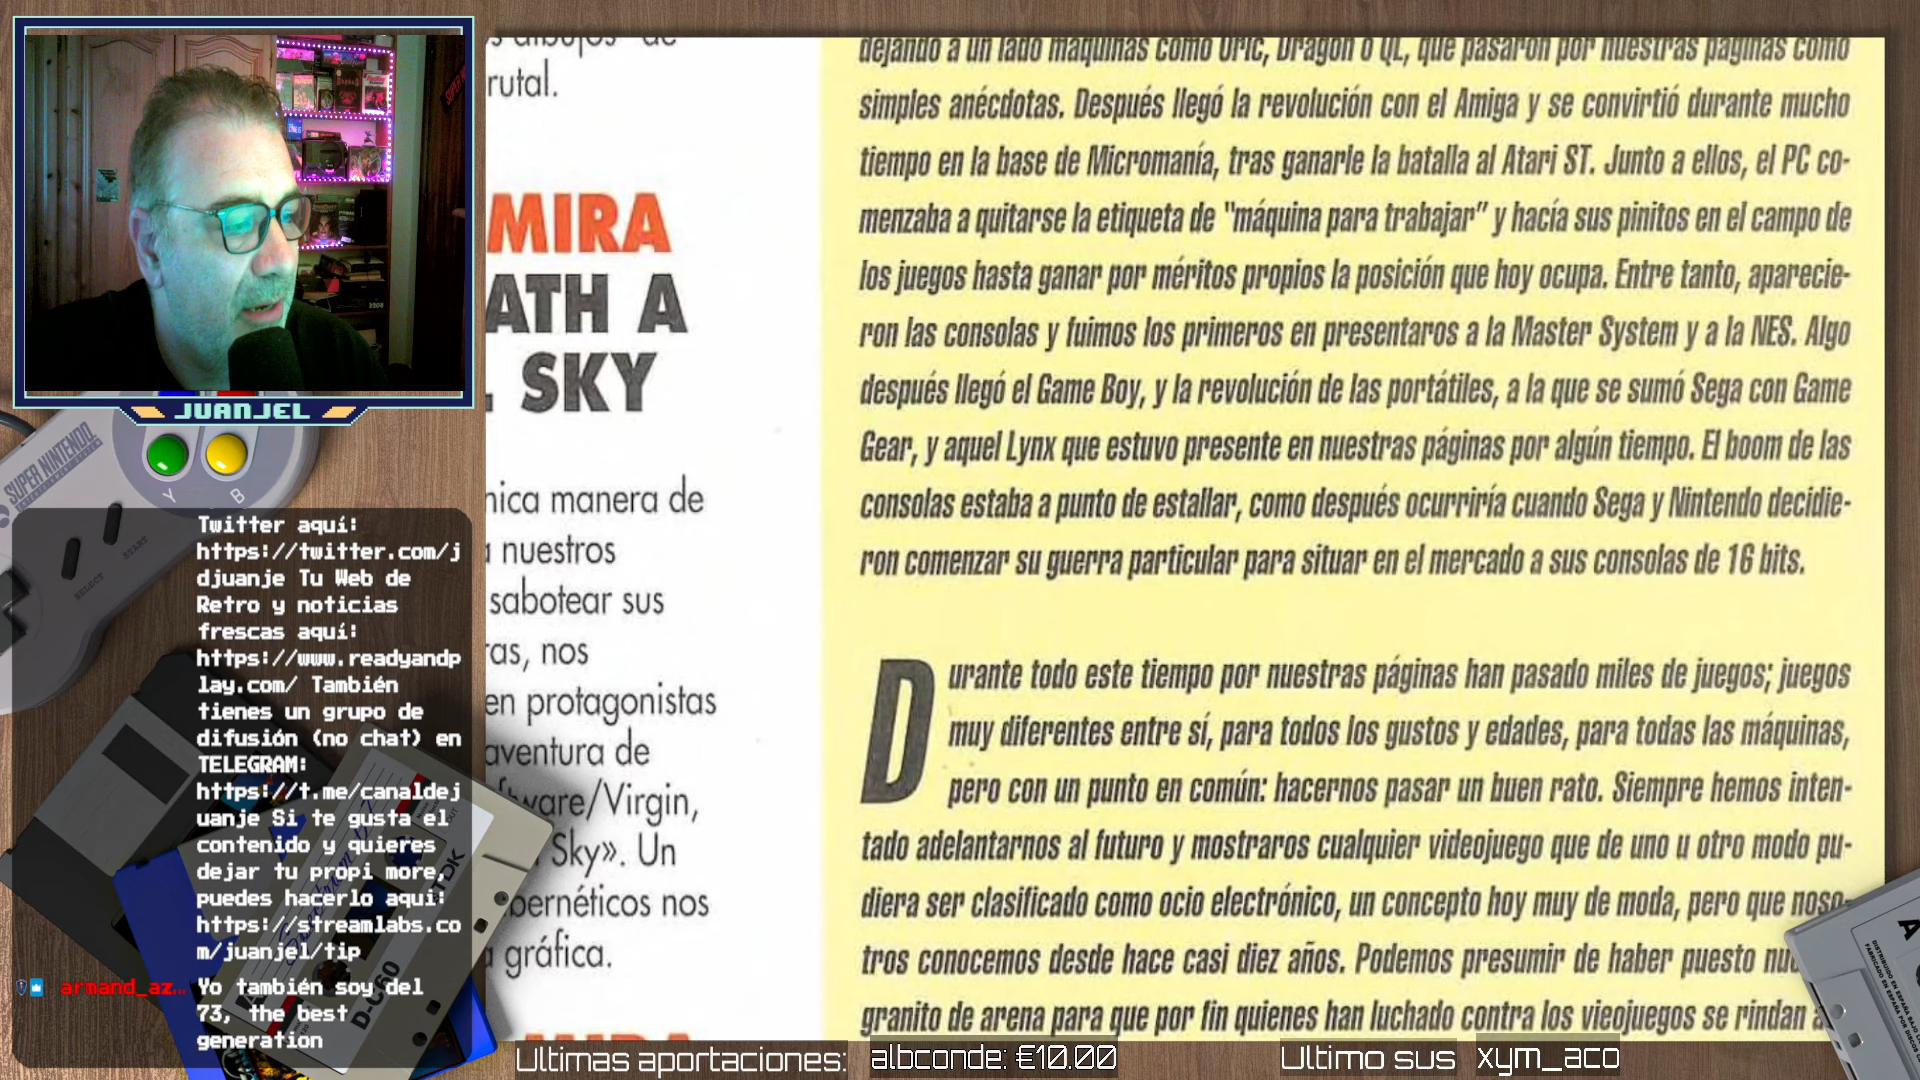 JUANJEL
SUPER NINTENDO
Y
B
SELECT
START
Twitter aquí:
https://twitter.com/j
djuanje Tu Web de
Retro y noticias
frescas aquí:
https://www.readyandp
lay.com/ También
tienes un grupo de
difusión (no chat) en
TELEGRAM:
https://t.me/canaldej
uanje Si te gusta el
contenido y quieres
dejar tu propi more,
puedes hacerlo aqui:
https://streamlabs.co
m/juanjel/tip
armand_az... Yo también soy del
73, the best
generation
TDK
D-C60
rutal.
MIRA
ATH A
SKY
nica manera de
nuestros
sabotear sus
ras, nos
en protagonistas
aventura de
ware/Virgin,
Sky». Un
bernéticos nos
gráfica.
dejando a un lado máquinas como Oric, Dragon o QL, que pasaron por nuestras páginas como
simples anécdotas. Después llegó la revolución con el Amiga y se convirtió durante mucho
tiempo en la base de Micromanía, tras ganarle la batalla al Atari ST. Junto a ellos, el PC co-
menzaba a quitarse la etiqueta de "máquina para trabajar" y hacía sus pinitos en el campo de
los juegos hasta ganar por méritos propios la posición que hoy ocupa. Entre tanto, aparecie-
ron las consolas y fuimos los primeros en presentaros a la Master System y a la NES. Algo
después llegó el Game Boy, y la revolución de las portátiles, a la que se sumó Sega con Game
Gear, y aquel Lynx que estuvo presente en nuestras páginas por algún tiempo. El boom de las
consolas estaba a punto de estallar, como después ocurriría cuando Sega y Nintendo decidie-
ron comenzar su guerra particular para situar en el mercado a sus consolas de 16 bits.
Durante todo este tiempo por nuestras páginas han pasado miles de juegos; juegos
muy diferentes entre sí, para todos los gustos y edades, para todas las máquinas,
pero con un punto en común: hacernos pasar un buen rato. Siempre hemos inten-
tado adelantarnos al futuro y mostraros cualquier videojuego que de uno u otro modo pu-
diera ser clasificado como ocio electrónico, un concepto hoy muy de moda, pero que noso-
tros conocemos desde hace casi diez años. Podemos presumir de haber puesto
granito de arena para que por fin quienes han luchado contra los vieojuegos se rindan
Ultimas aportaciones: albconde: €10.00
Ultimo sus xym_aco